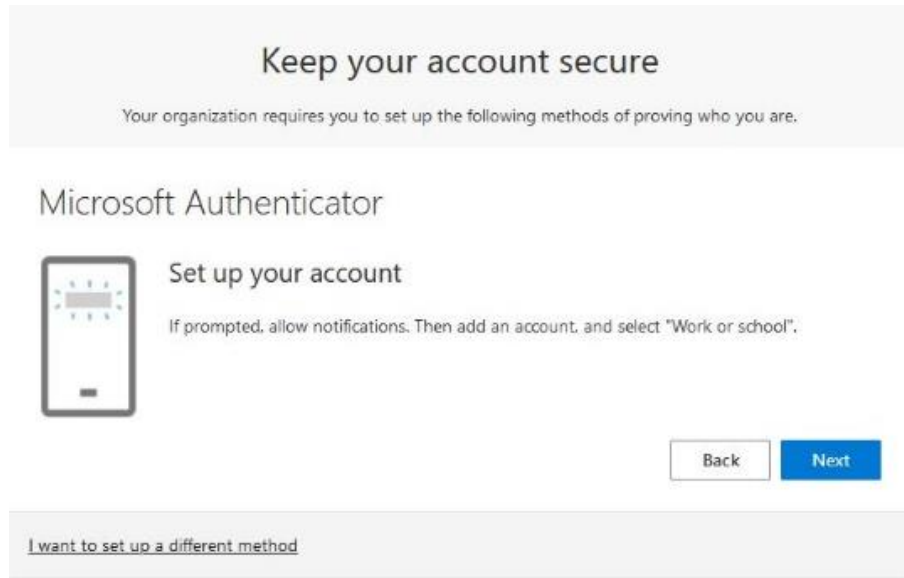 Keep your account secure
Your organization requires you to set up the following methods of proving who you are.
Microsoft Authenticator
Set up your account
If prompted, allow notifications. Then add an account, and select "Work or school".
Back
Next
I want to set up a different method